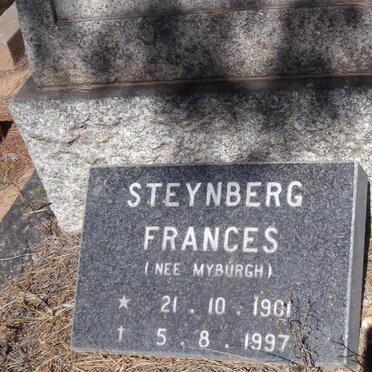 STEYNBERG
FRANCES
(NEE MYBURGH)
★ 21.10.1901
† 5.8.1997